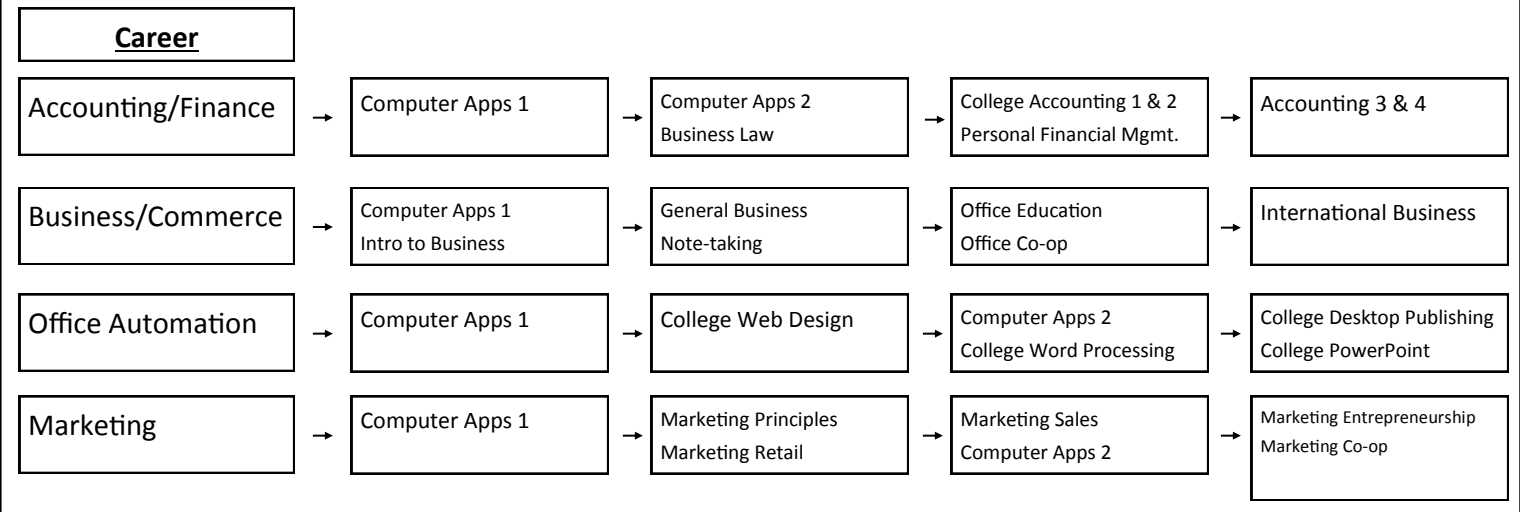 Career
Accounting/Finance
Computer Apps 1
Computer Apps 2
Business Law
College Accounting 1 & 2
Personal Financial Mgmt.
Accounting 3 & 4
Business/Commerce
Computer Apps 1
Intro to Business
General Business
Note-taking
Office Education
Office Co-op
International Business
Office Automation
Computer Apps 1
College Web Design
Computer Apps 2
College Word Processing
College Desktop Publishing
College PowerPoint
Marketing
Computer Apps 1
Marketing Principles
Marketing Retail
Marketing Sales
Computer Apps 2
Marketing Entrepreneurship
Marketing Co-op